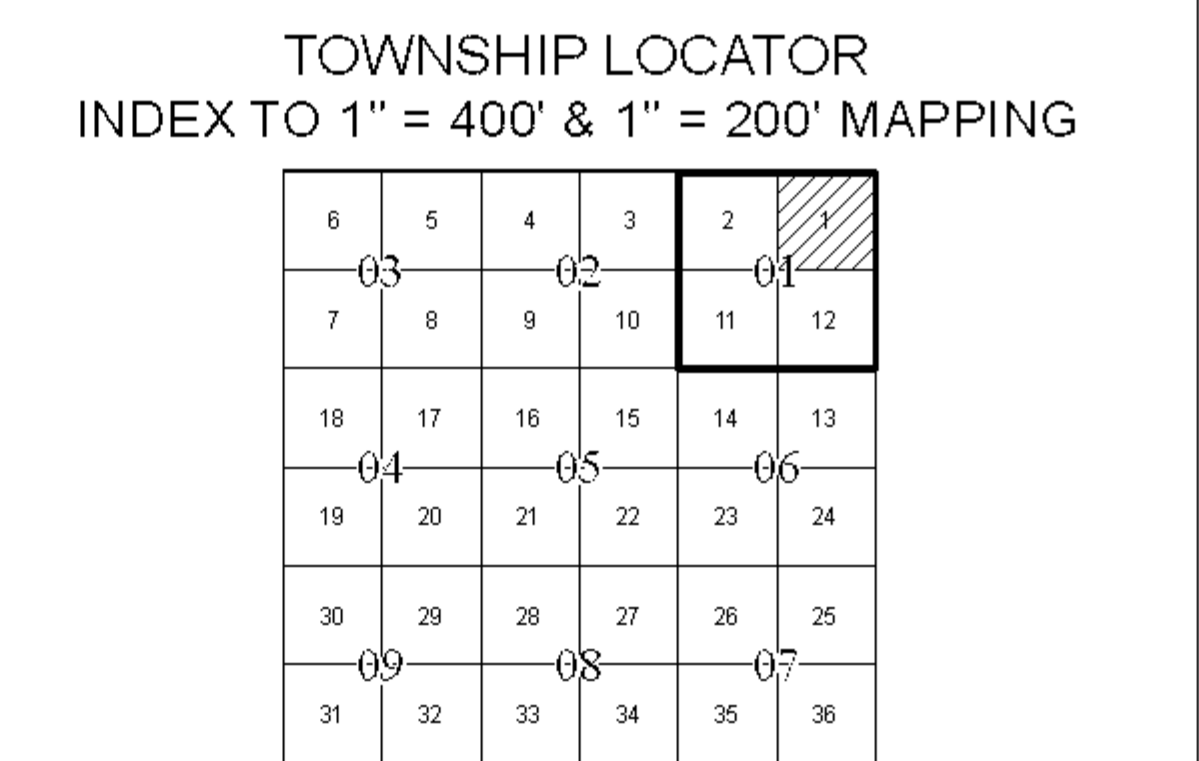 TOWNSHIP LOCATOR
INDEX TO 1" = 400' & 1" = 200' MAPPING
6 5 4 3 2 1
03 02 01
7 8 9 10 11 12
18 17 16 15 14 13
04 05 06
19 20 21 22 23 24
30 29 28 27 26 25
09 08 07
31 32 33 34 35 36